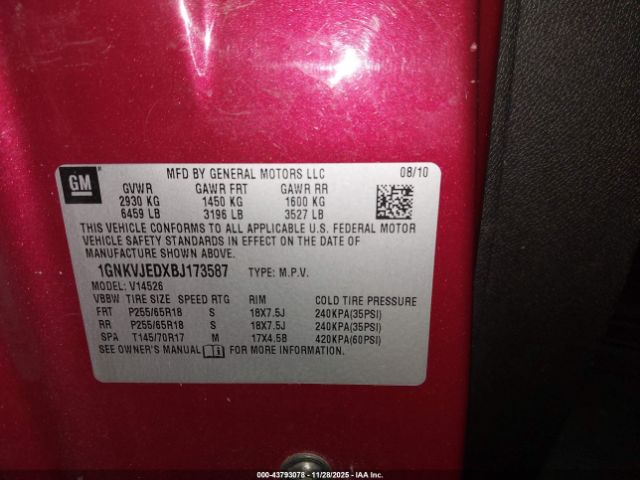 GM
MFD BY GENERAL MOTORS LLC 08/10
GVWR GAWR FRT GAWR RR
2930 KG 1450 KG 1600 KG
6459 LB 3196 LB 3527 LB
THIS VEHICLE CONFORMS TO ALL APPLICABLE U.S. FEDERAL MOTOR
VEHICLE SAFETY STANDARDS IN EFFECT ON THE DATE OF
MANUFACTURE SHOWN ABOVE.
1GNKVJEDXBJ173587 TYPE: M.P.V.
MODEL: V14526
VBBW TIRE SIZE SPEED RTG RIM COLD TIRE PRESSURE
FRT P255/65R18 S 18X7.5J 240KPA(35PSI)
RR P255/65R18 S 18X7.5J 240KPA(35PSI)
SPA T145/70R17 M 17X4.5B 420KPA(60PSI)
SEE OWNER'S MANUAL FOR MORE INFORMATION.
000-43793078 - 11/28/2025 - IAA Inc.